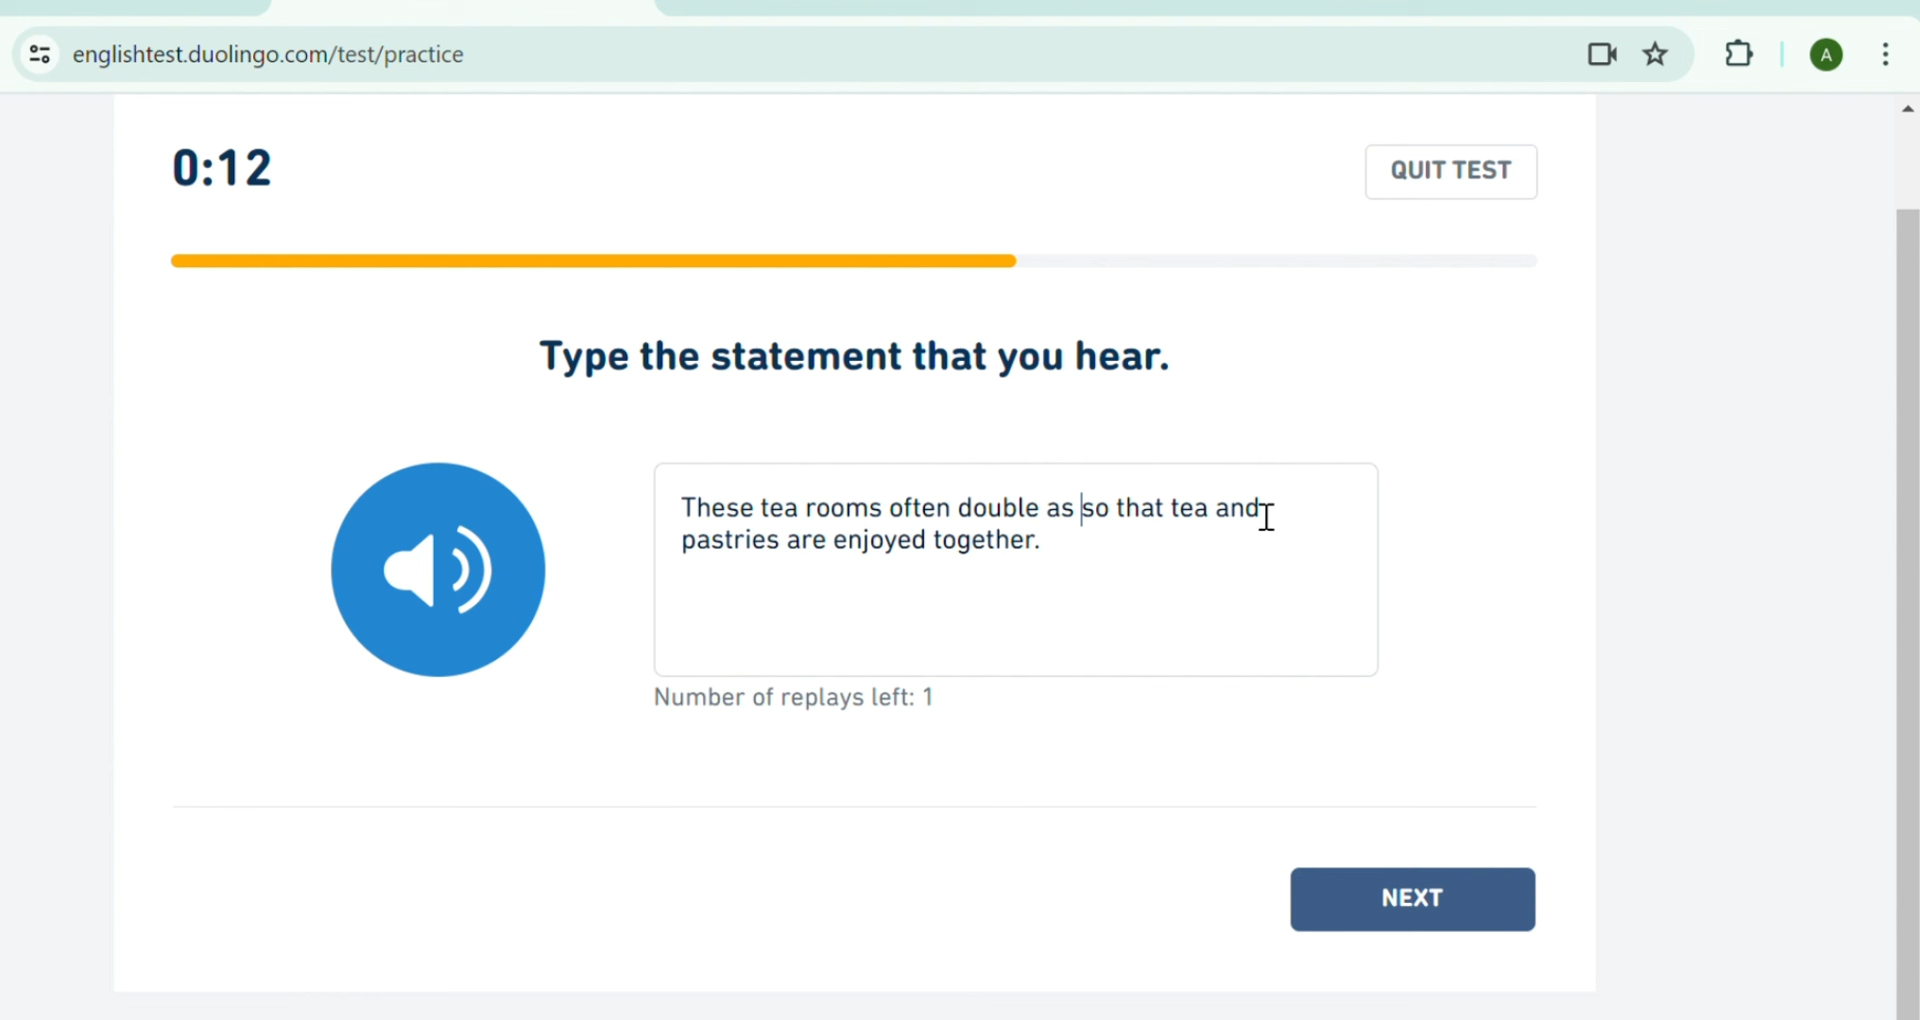 englishtest.duolingo.com/test/practice
A
0:12
QUIT TEST
Type the statement that you hear.
These tea rooms often double as so that tea and
pastries are enjoyed together.
Number of replays left: 1
NEXT